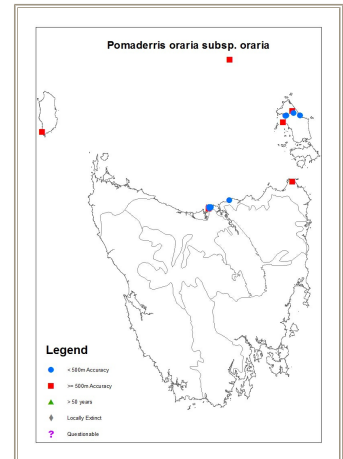 Pomaderris oraria subsp. oraria
Legend
< 500m Accuracy
>= 500m Accuracy
> 50 years
Locally Extinct
? Questionable